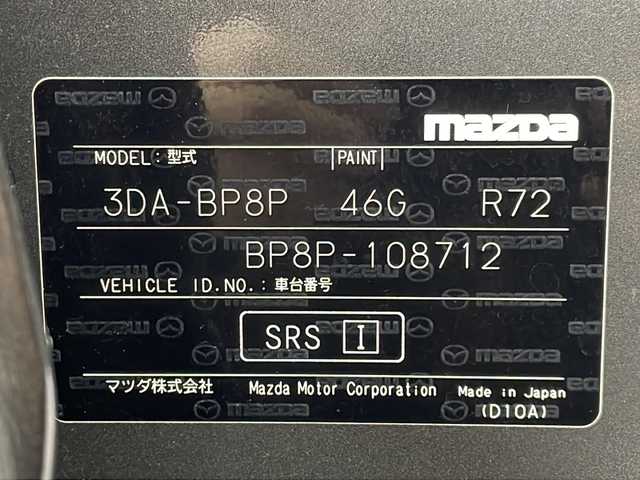 mazda
MODEL: 型式 PAINT
3DA-BP8P 46G R72
BP8P-108712
VEHICLE ID.NO.: 車台番号
SRS I
マツダ株式会社 Mazda Motor Corporation Made in Japan
(D10A)